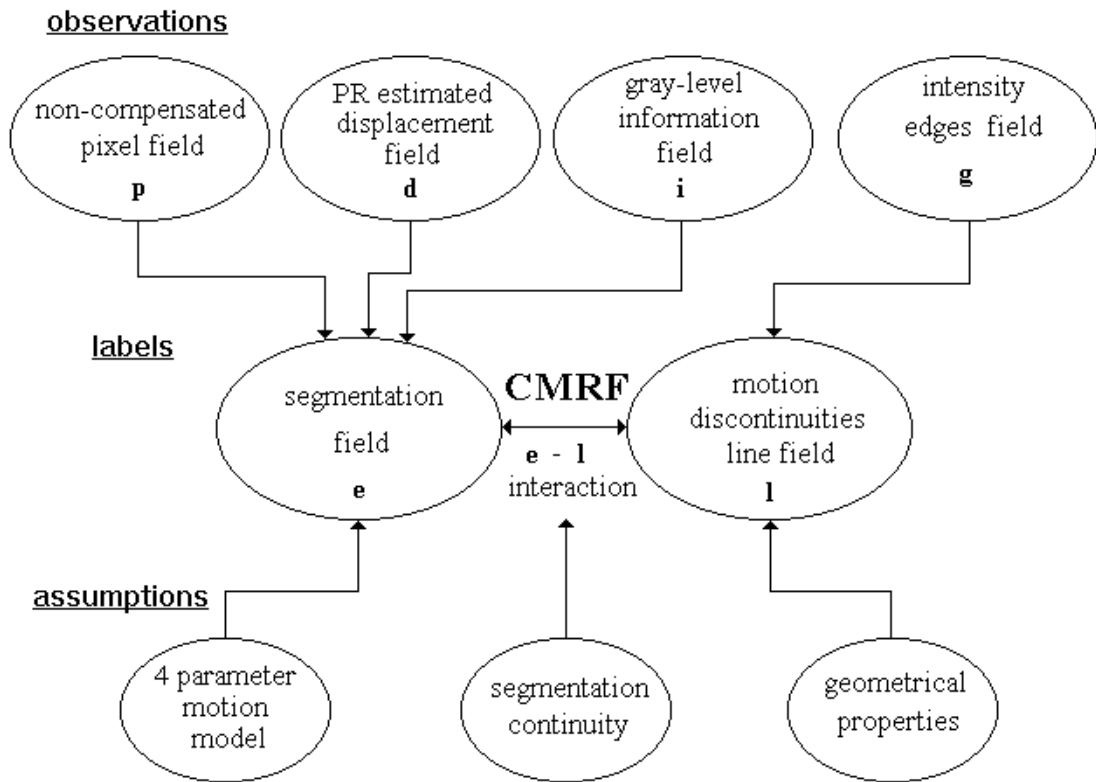 observations
non-compensated
pixel field
p
PR estimated
displacement
field
d
gray-level
information
field
i
intensity
edges field
g
labels
segmentation
field
e
CMRF
e - l
interaction
motion
discontinuities
line field
l
assumptions
4 parameter
motion
model
segmentation
continuity
geometrical
properties